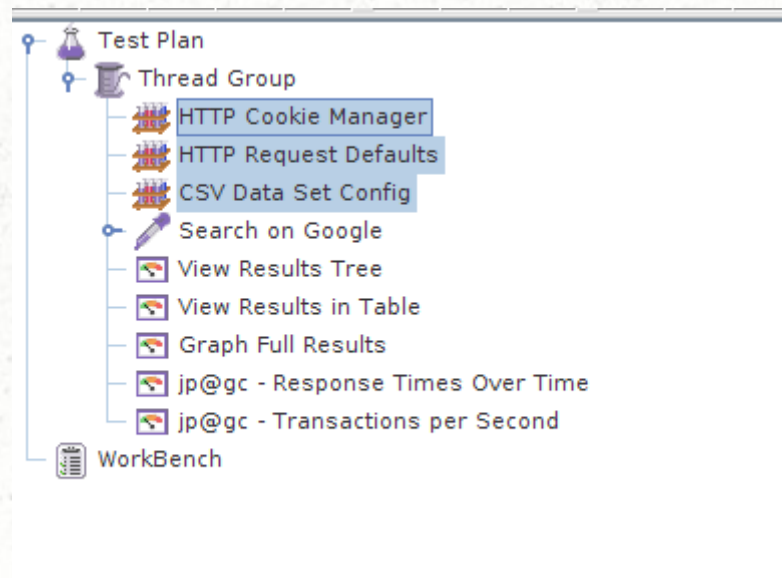 Test Plan
Thread Group
HTTP Cookie Manager
HTTP Request Defaults
CSV Data Set Config
Search on Google
View Results Tree
View Results in Table
Graph Full Results
jp@gc - Response Times Over Time
jp@gc - Transactions per Second
WorkBench